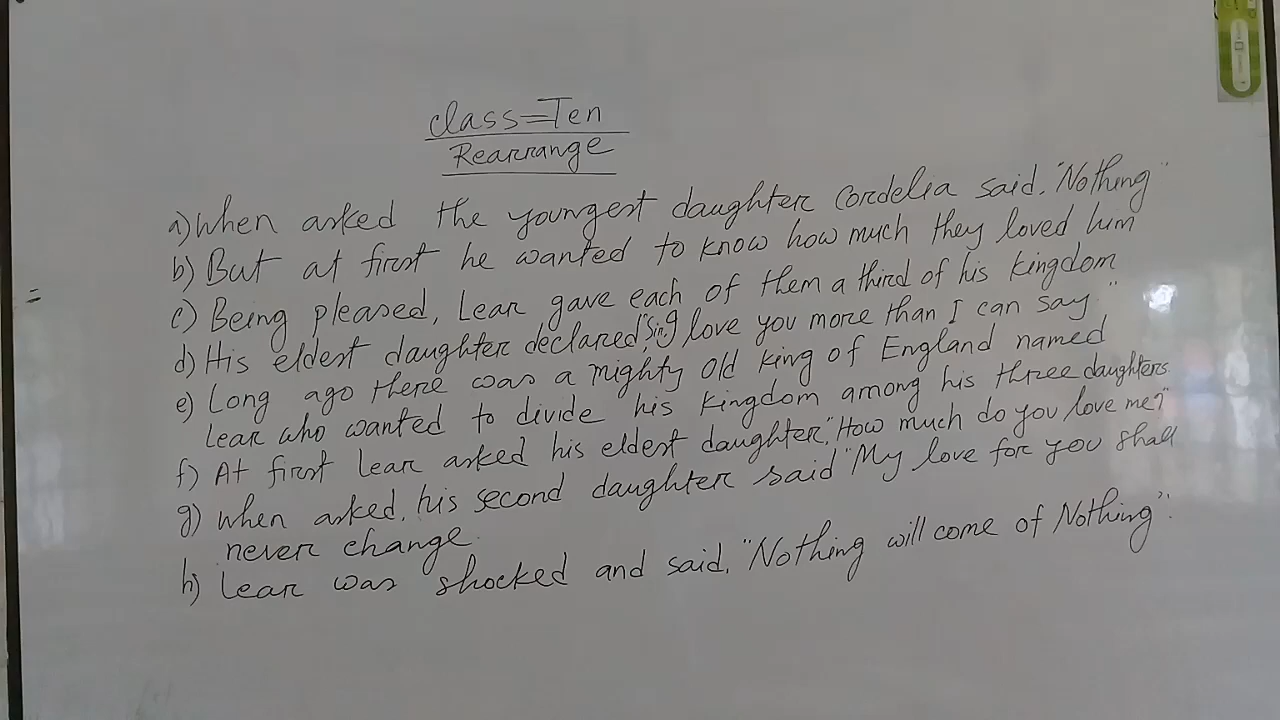 class=Ten
Rearrange
a) When asked the youngest daughter Cordelia said, "Nothing"
b) But at first he wanted to know how much they loved him
c) Being pleased, Lear gave each of them a third of his kingdom
d) His eldest daughter declared, "Sir, I love you more than I can say."
e) Long ago there was a mighty old king of England named
Lear who wanted to divide his kingdom among his three daughters.
f) At first Lear asked his eldest daughter, "How much do you love me?"
g) When asked, his second daughter said "My love for you shall
never change.
h) Lear was shocked and said, "Nothing will come of Nothing".